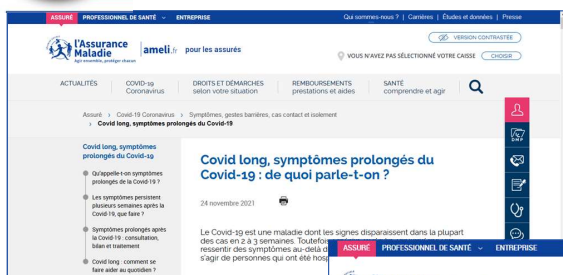 ASSURÉ PROFESSIONNEL DE SANTÉ ENTREPRISE
Qui sommes-nous ? | Carrières | Études et données | Presse
VERSION CONTRASTÉE
l'Assurance Maladie
Agir ensemble, protéger chacun
ameli.fr pour les assurés
VOUS N'AVEZ PAS SÉLECTIONNÉ VOTRE CAISSE CHOISIR
ACTUALITÉS
COVID-19 Coronavirus
DROITS ET DÉMARCHES selon votre situation
REMBOURSEMENTS prestations et aides
SANTÉ comprendre et agir
Assuré > Covid-19 Coronavirus > Symptômes, gestes barrières, cas contact et isolement
> Covid long, symptômes prolongés du Covid-19
DMP
Covid long, symptômes
prolongés du Covid-19
Qu'appelle-t-on symptômes
prolongés de la Covid-19 ?
Les symptômes persistent
plusieurs semaines après la
Covid-19, que faire ?
Symptômes prolongés après
la Covid-19 : consultation,
bilan et traitement
Covid long : comment se
faire aider au quotidien ?
Covid long, symptômes prolongés du
Covid-19 : de quoi parle-t-on ?
24 novembre 2021
Le Covid-19 est une maladie dont les signes disparaissent dans la plupart
des cas en 2 à 3 semaines. Toutefois
ressentir des symptômes au-delà
s'agir de personnes qui ont été
ASSURÉ PROFESSIONNEL DE SANTÉ ENTREPRISE